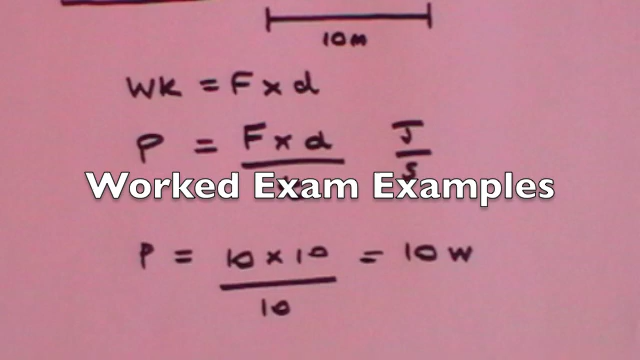 10m
WK = F x d
P = F x d J
s
Worked Exam Examples
P = 10 x 10 = 10 W
10